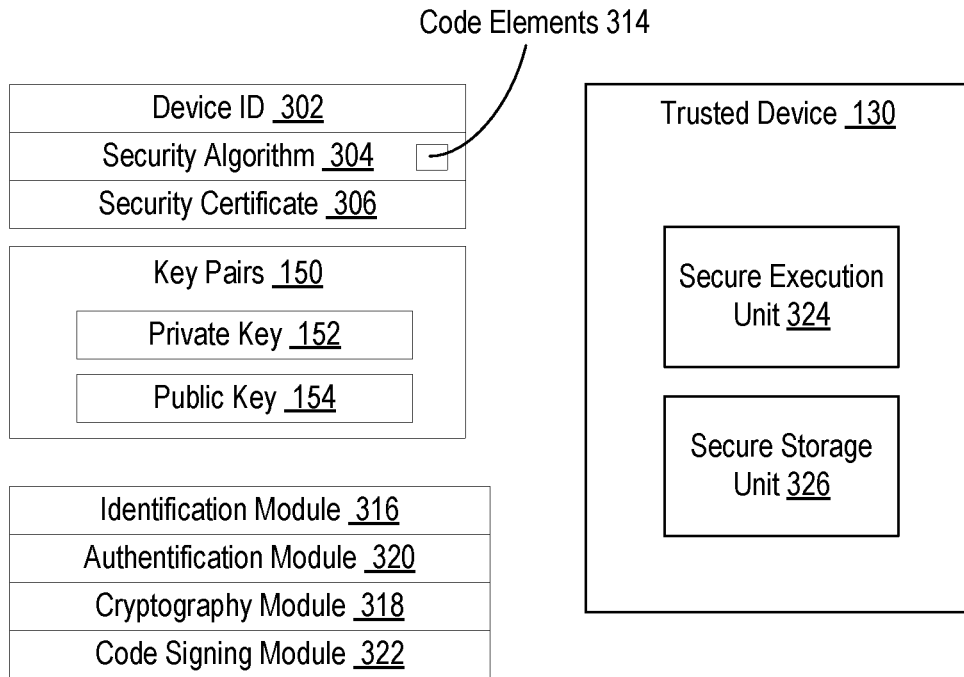 Code Elements 314
Device ID 302
Security Algorithm 304
Security Certificate 306
Key Pairs 150
Private Key 152
Public Key 154
Identification Module 316
Authentification Module 320
Cryptography Module 318
Code Signing Module 322
Trusted Device 130
Secure Execution
Unit 324
Secure Storage
Unit 326